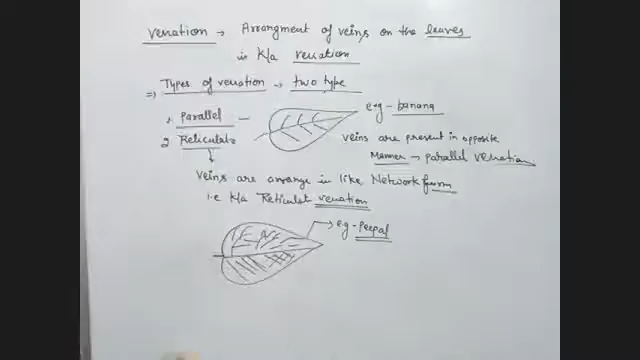 venation → Arrangment of veins on the leaves
is k/a venation
⇒ Types of venation → two type
1. Parallel —
e.g - banana
2 Reticulate
veins are present in opposite
Manner → parallel venation
veins are arrange in like Network form
i.e k/a Reticulat venation
→ e.g - Peepal